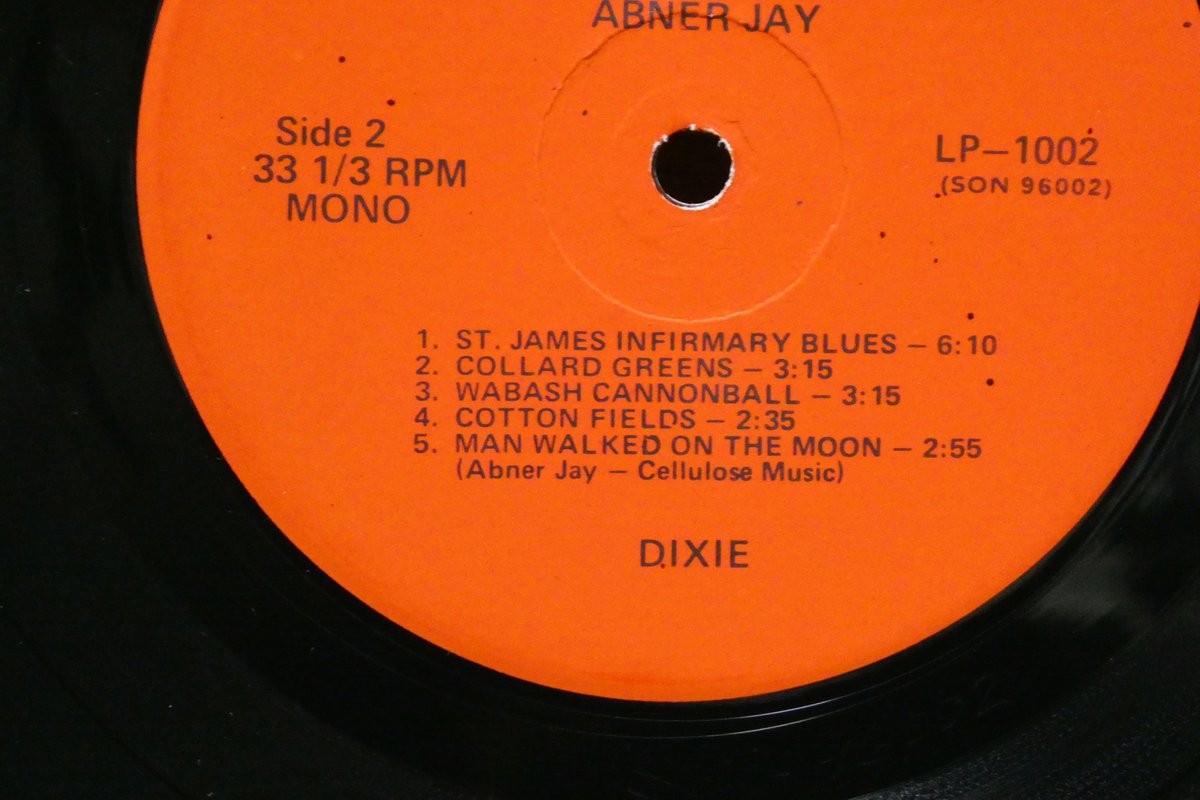 ABNER JAY
Side 2
33 1/3 RPM
MONO
LP—1002
(SON 96002)
1. ST. JAMES INFIRMARY BLUES — 6:10
2. COLLARD GREENS — 3:15
3. WABASH CANNONBALL — 3:15
4. COTTON FIELDS — 2:35
5. MAN WALKED ON THE MOON — 2:55
(Abner Jay — Cellulose Music)
DIXIE